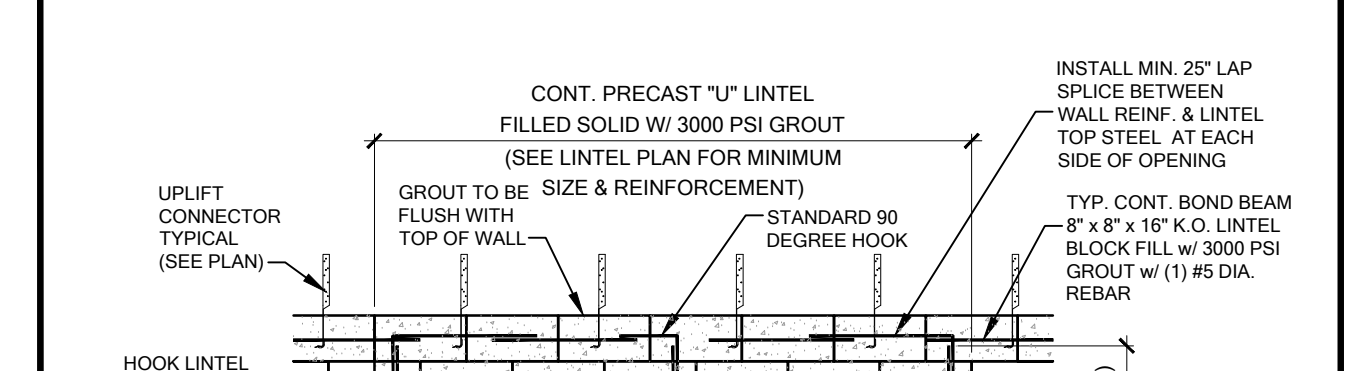 CONT. PRECAST "U" LINTEL
FILLED SOLID W/ 3000 PSI GROUT
(SEE LINTEL PLAN FOR MINIMUM
SIZE & REINFORCEMENT)
INSTALL MIN. 25" LAP
SPLICE BETWEEN
WALL REINF. & LINTEL
TOP STEEL AT EACH
SIDE OF OPENING
UPLIFT
CONNECTOR
TYPICAL
(SEE PLAN)
GROUT TO BE
FLUSH WITH
TOP OF WALL
STANDARD 90
DEGREE HOOK
TYP. CONT. BOND BEAM
8" x 8" x 16" K.O. LINTEL
BLOCK FILL w/ 3000 PSI
GROUT w/ (1) #5 DIA.
REBAR
HOOK LINTEL